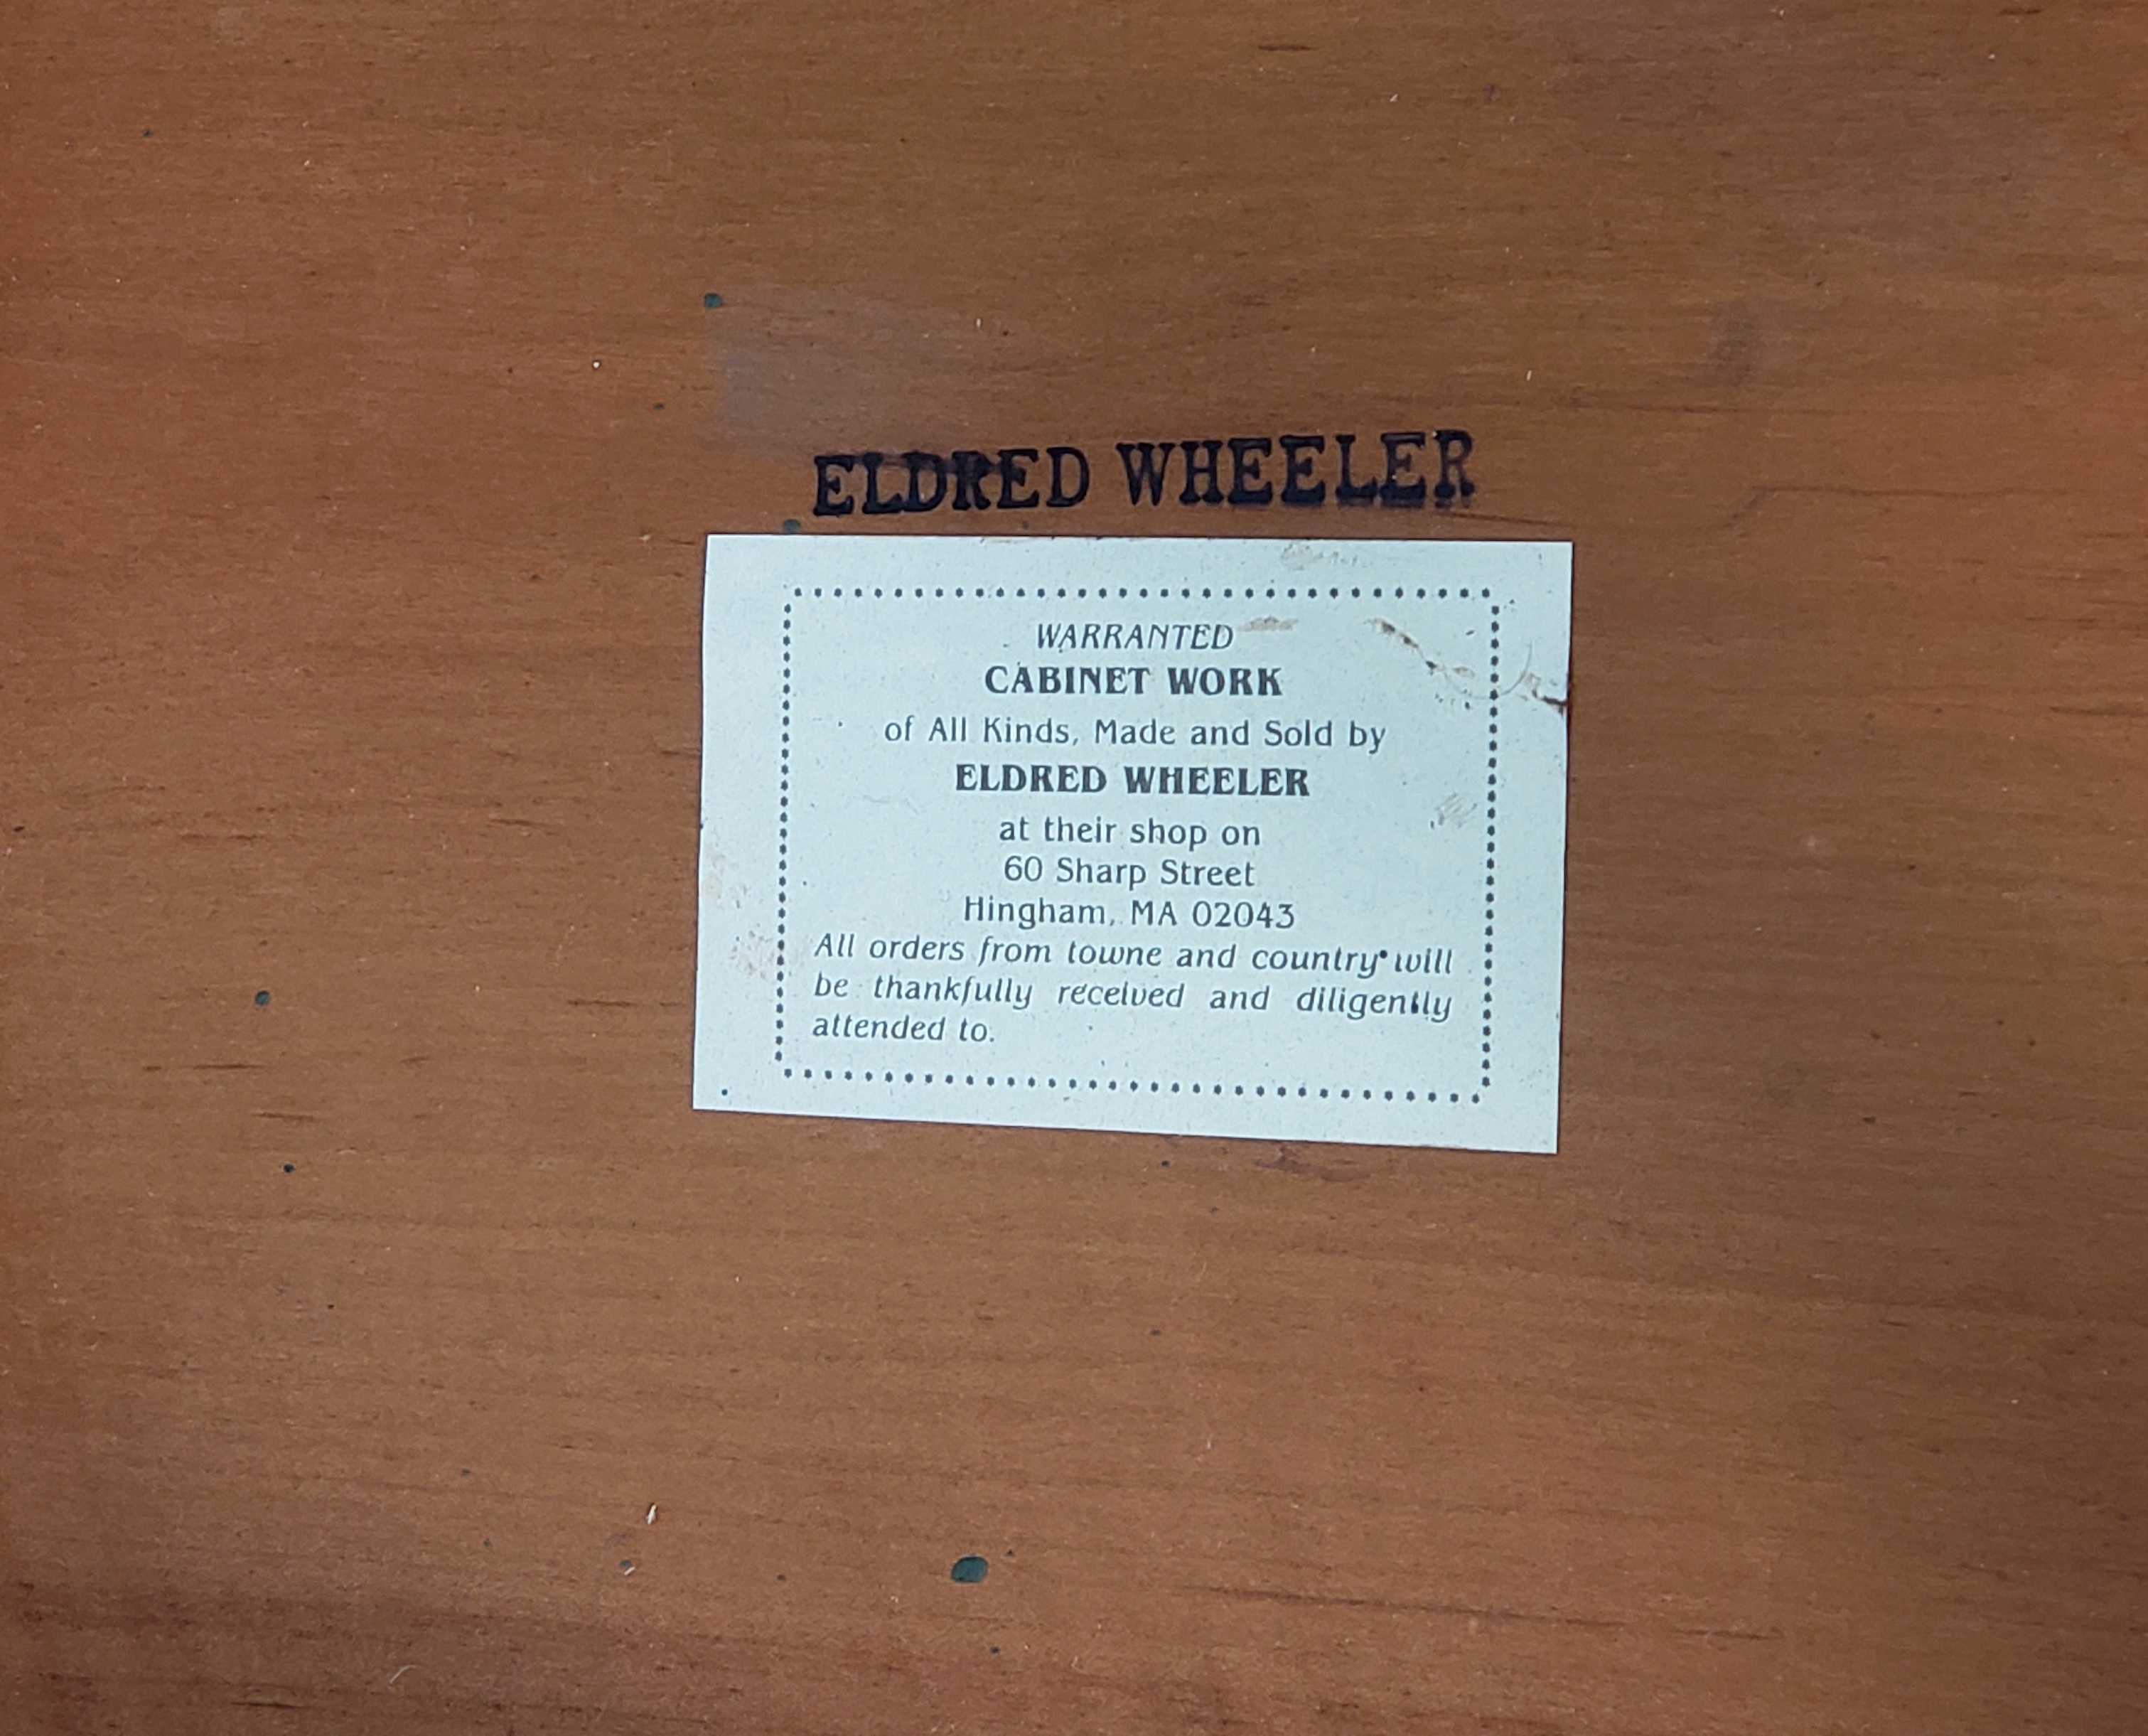 ELDRED WHEELER
WARRANTED
CABINET WORK
of All Kinds, Made and Sold by
ELDRED WHEELER
at their shop on
60 Sharp Street
Hingham, MA 02043
All orders from towne and country will
be thankfully received and diligently
attended to.